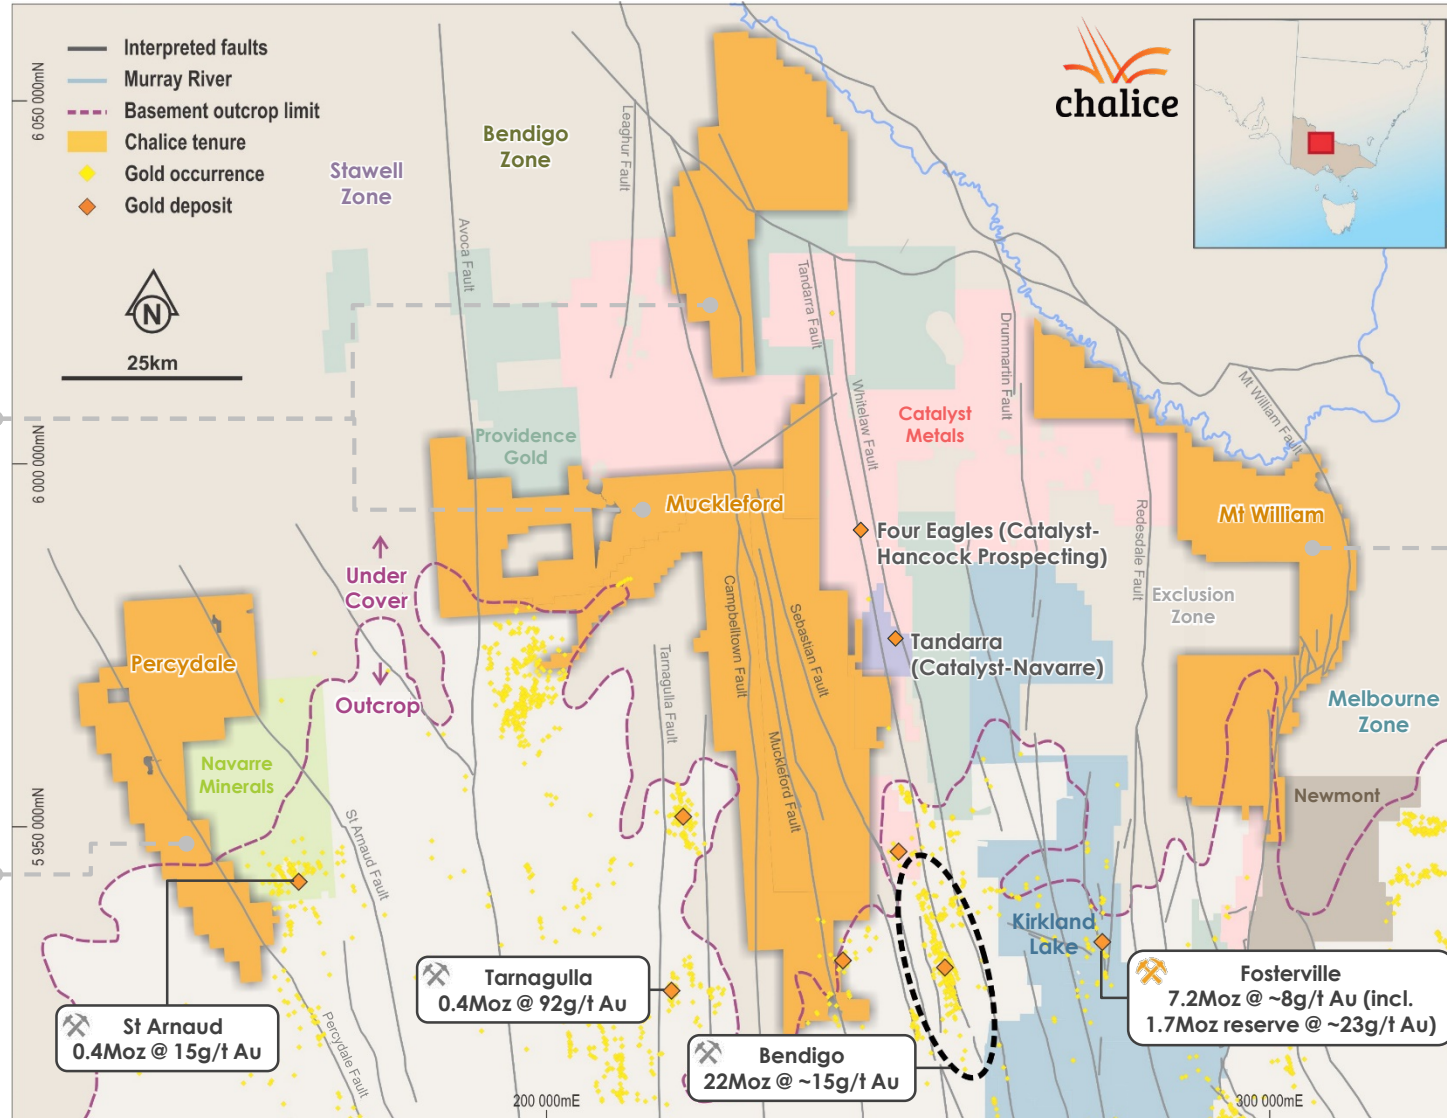 Interpreted faults
Murray River
Basement outcrop limit
Chalice tenure
Gold occurrence
Gold deposit
N
25km
6 050 000mN
6 000 000mN
5 950 000mN
200 000mE
300 000mE
chalice
Stawell
Zone
Bendigo
Zone
Leaghur Fault
Avoca Fault
Tandarra Fault
Whitelaw Fault
Drummartin Fault
Mt William Fault
Redesdale Fault
Providence
Gold
Catalyst
Metals
Muckleford
Mt William
Four Eagles (Catalyst-
Hancock Prospecting)
Under
Cover
Outcrop
Exclusion
Zone
Tandarra
(Catalyst-Navarre)
Percydale
Campbelltown Fault
Sebastian Fault
Tarnagulla Fault
Muckleford Fault
Melbourne
Zone
Navarre
Minerals
St Arnaud Fault
Newmont
Kirkland
Lake
Percydale Fault
St Arnaud
0.4Moz @ 15g/t Au
Tarnagulla
0.4Moz @ 92g/t Au
Bendigo
22Moz @ ~15g/t Au
Fosterville
7.2Moz @ ~8g/t Au (incl.
1.7Moz reserve @ ~23g/t Au)